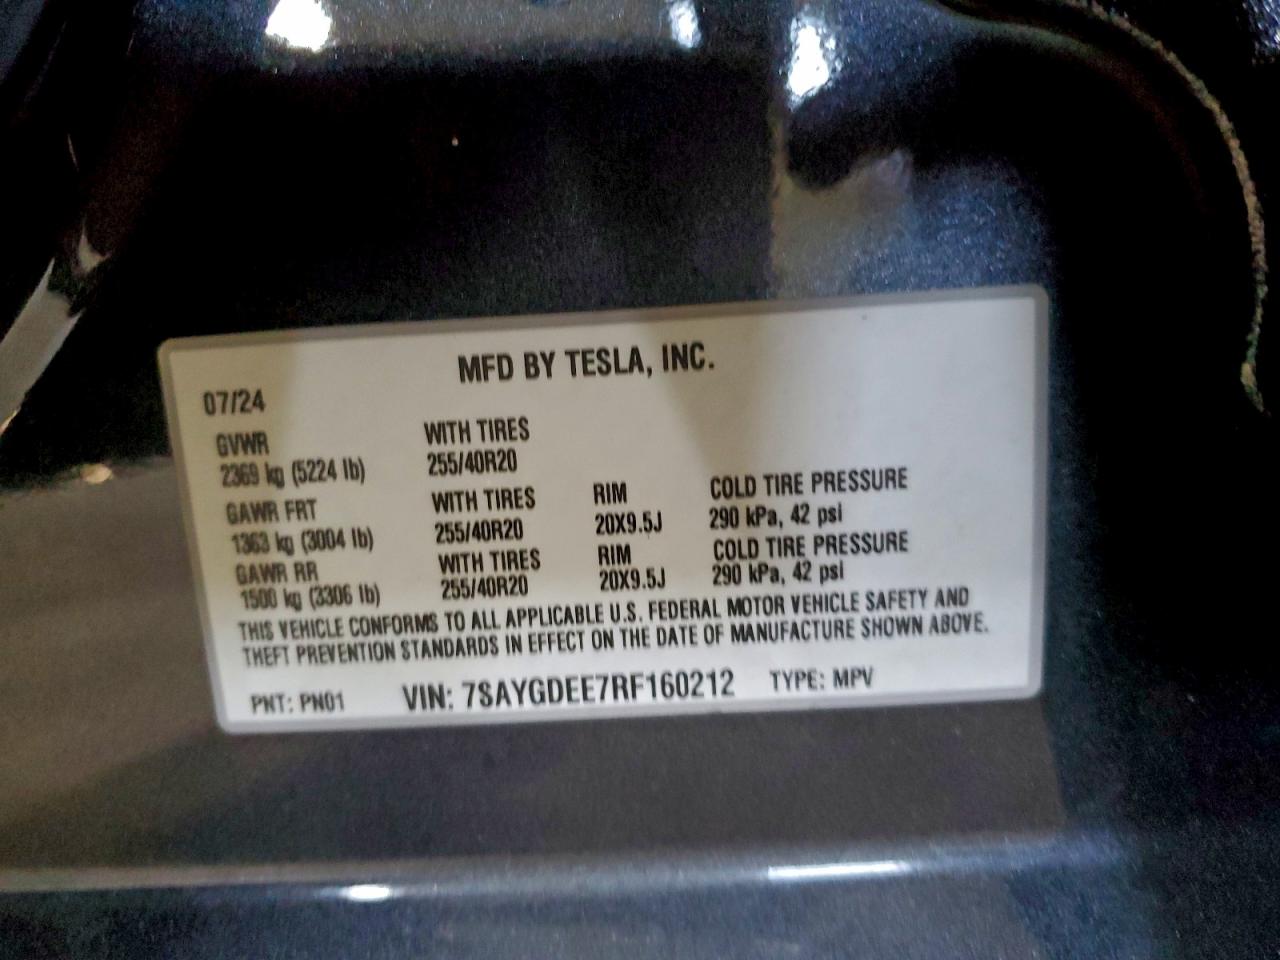 MFD BY TESLA, INC.
07/24
GVWR WITH TIRES
2369 kg (5224 lb) 255/40R20
GAWR FRT WITH TIRES RIM COLD TIRE PRESSURE
1363 kg (3004 lb) 255/40R20 20X9.5J 290 kPa, 42 psi
GAWR RR WITH TIRES RIM COLD TIRE PRESSURE
1500 kg (3306 lb) 255/40R20 20X9.5J 290 kPa, 42 psi
THIS VEHICLE CONFORMS TO ALL APPLICABLE U.S. FEDERAL MOTOR VEHICLE SAFETY AND
THEFT PREVENTION STANDARDS IN EFFECT ON THE DATE OF MANUFACTURE SHOWN ABOVE.
PNT: PN01 VIN: 7SAYGDEE7RF160212 TYPE: MPV